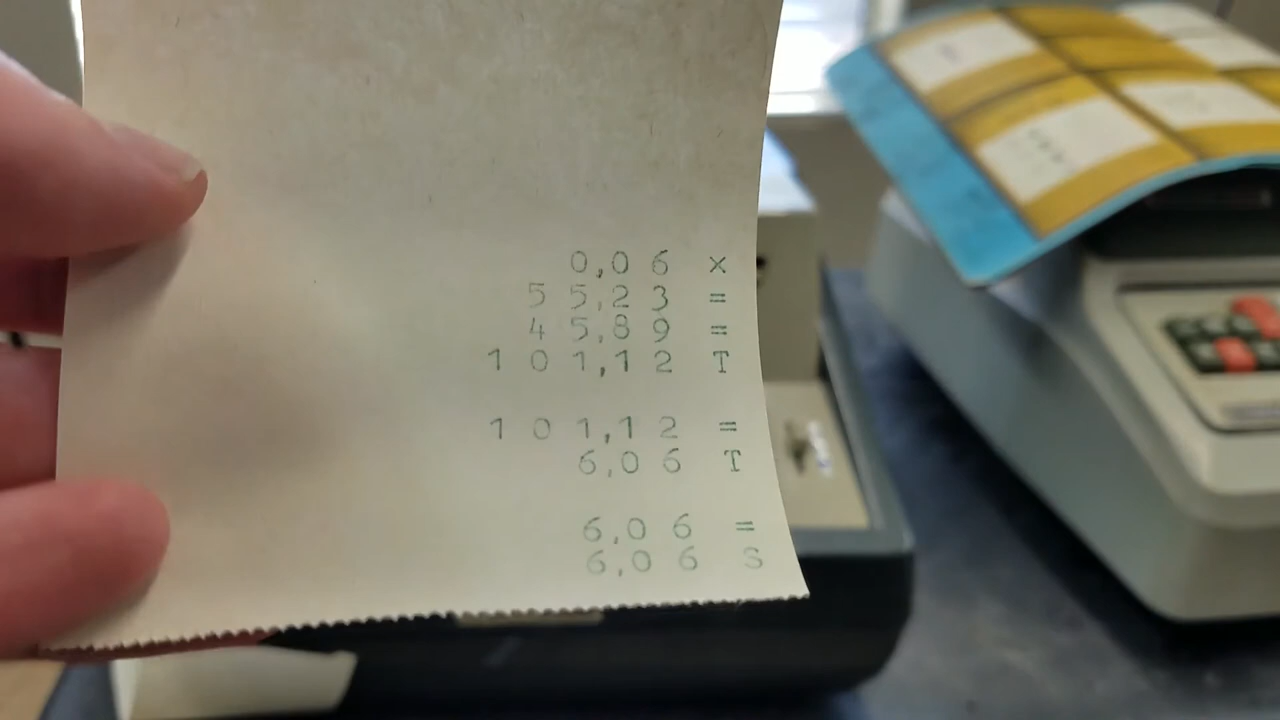 0,06 X
55,23 =
45,89 =
101,12 T
101,12 =
6,06 T
6,06 =
6,06 S